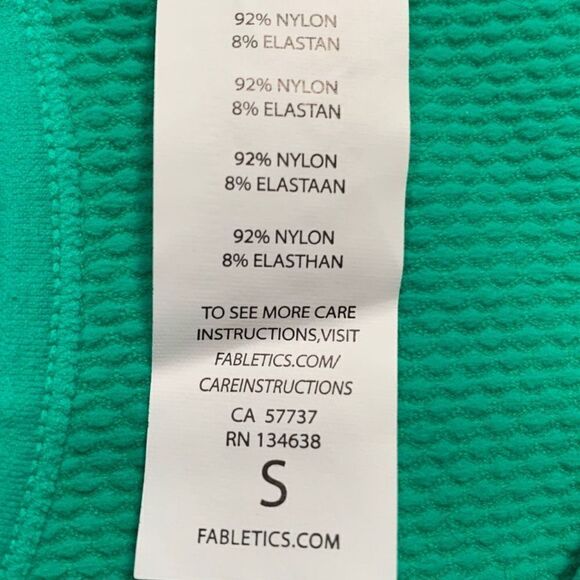 92% NYLON
8% ELASTAN
92% NYLON
8% ELASTAN
92% NYLON
8% ELASTAAN
92% NYLON
8% ELASTHAN
TO SEE MORE CARE
INSTRUCTIONS,VISIT
FABLETICS.COM/
CAREINSTRUCTIONS
CA 57737
RN 134638
S
FABLETICS.COM